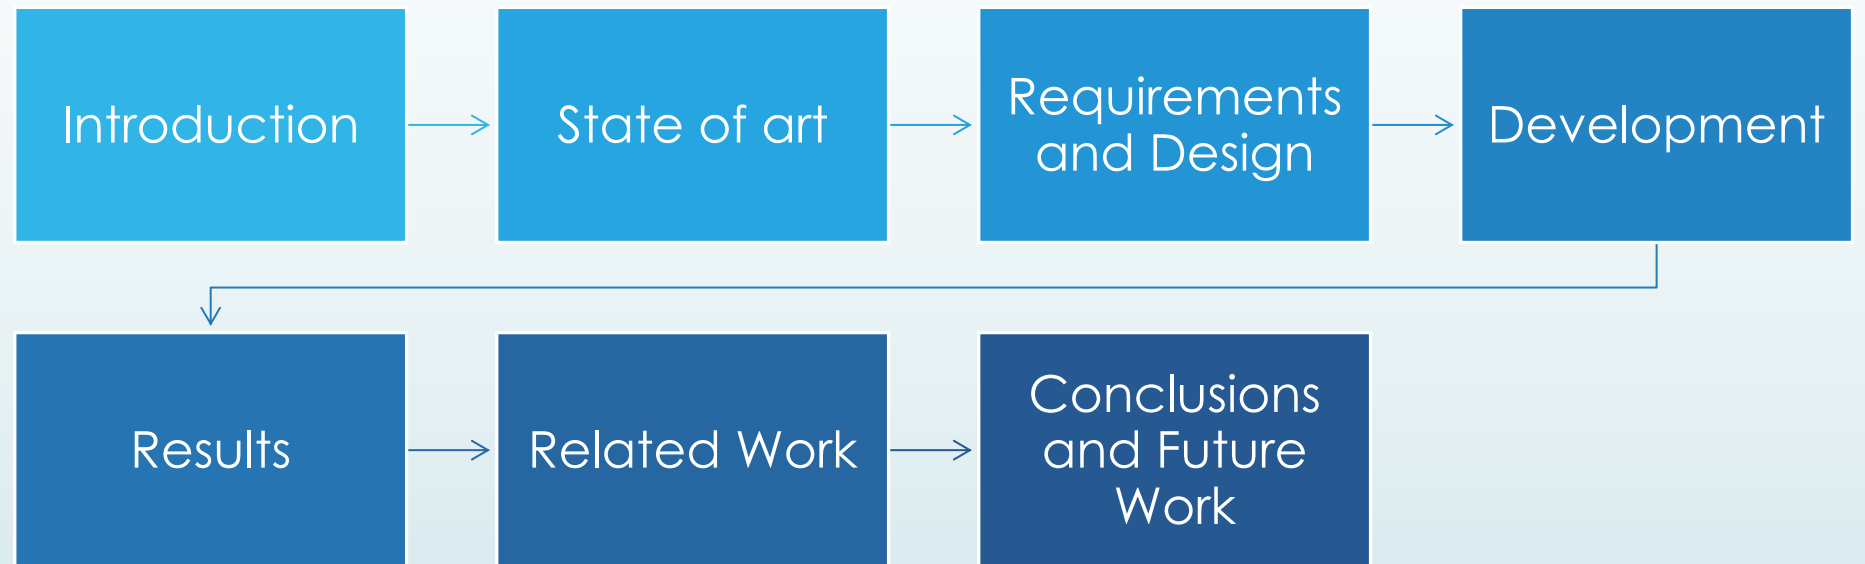 Introduction
State of art
Requirements
and Design
Development
Results
Related Work
Conclusions
and Future
Work